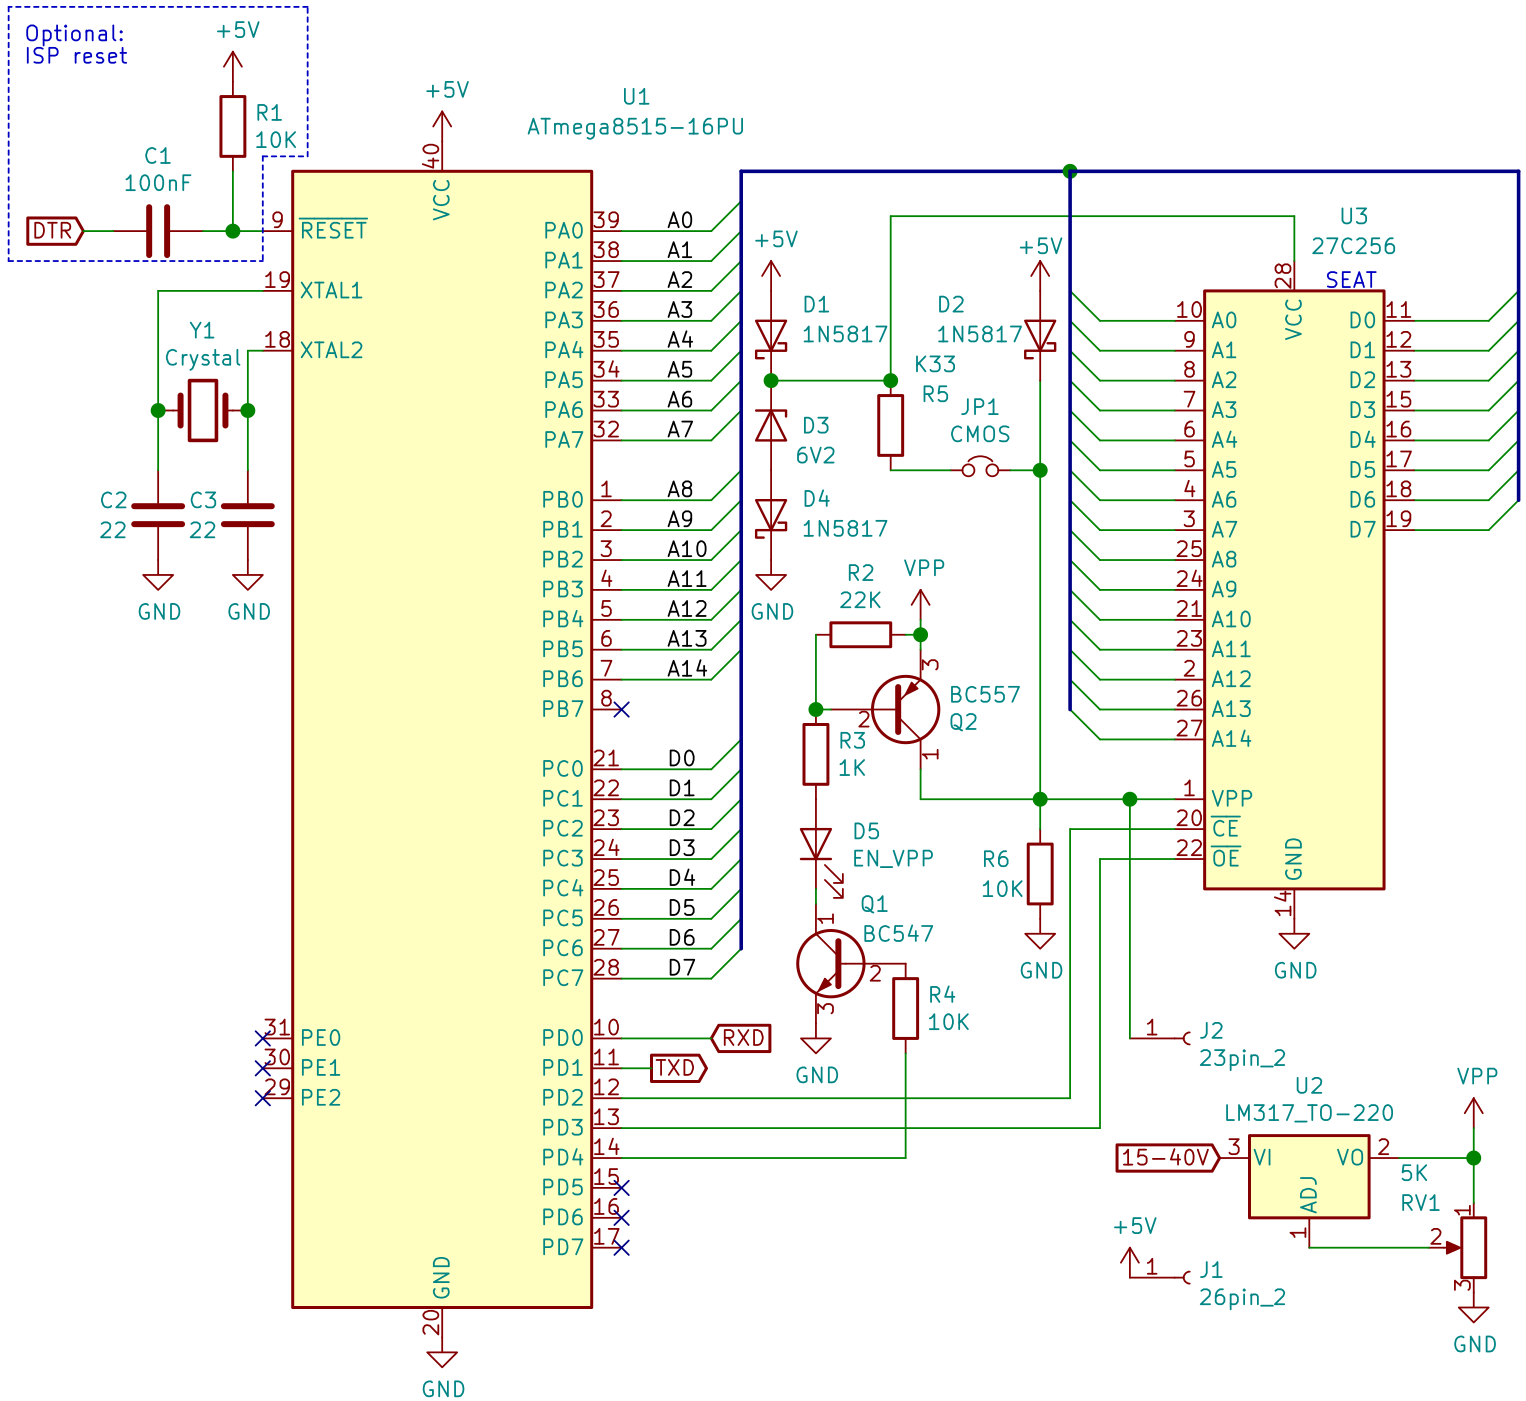 Optional:
ISP reset
+5V
R1
10K
C1
100nF
DTR
+5V
U1
ATmega8515-16PU
40
VCC
9
RESET
19
XTAL1
18
XTAL2
Y1
Crystal
C2
22
C3
22
GND
GND
31
PE0
30
PE1
29
PE2
GND
20
GND
PA0
39
A0
PA1
38
A1
PA2
37
A2
PA3
36
A3
PA4
35
A4
PA5
34
A5
PA6
33
A6
PA7
32
A7
PB0
1
A8
PB1
2
A9
PB2
3
A10
PB3
4
A11
PB4
5
A12
PB5
6
A13
PB6
7
A14
PB7
8
PC0
21
D0
PC1
22
D1
PC2
23
D2
PC3
24
D3
PC4
25
D4
PC5
26
D5
PC6
27
D6
PC7
28
D7
PD0
10
RXD
PD1
11
TXD
PD2
12
PD3
13
PD4
14
PD5
15
PD6
16
PD7
17
+5V
D1
1N5817
D3
6V2
D4
1N5817
GND
+5V
D2
1N5817
K33
R5
JP1
CMOS
R2
22K
VPP
3
2
1
BC557
Q2
R3
1K
D5
EN_VPP
Q1
BC547
1
2
3
GND
R4
10K
R6
10K
GND
U3
27C256
SEAT
28
VCC
10
A0
9
A1
8
A2
7
A3
6
A4
5
A5
4
A6
3
A7
25
A8
24
A9
21
A10
23
A11
2
A12
26
A13
27
A14
1
VPP
20
CE
22
OE
D0
11
D1
12
D2
13
D3
15
D4
16
D5
17
D6
18
D7
19
GND
14
GND
1
J2
23pin_2
U2
LM317_TO-220
15-40V
3
VI
VO
2
ADJ
1
VPP
5K
RV1
1
2
3
GND
+5V
1
J1
26pin_2